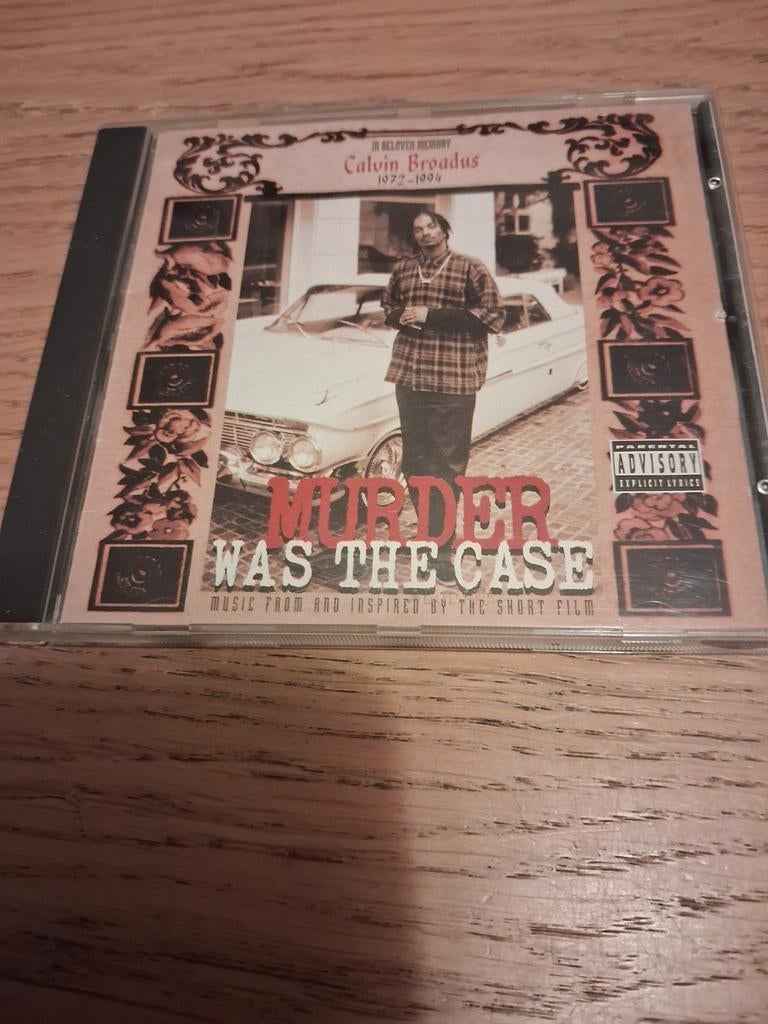 IN BELOVED MEMORY
Calvin Broadus
1972-1994
PARENTAL
ADVISORY
EXPLICIT LYRICS
MURDER
WAS THE CASE
MUSIC FROM AND INSPIRED BY THE SHORT FILM